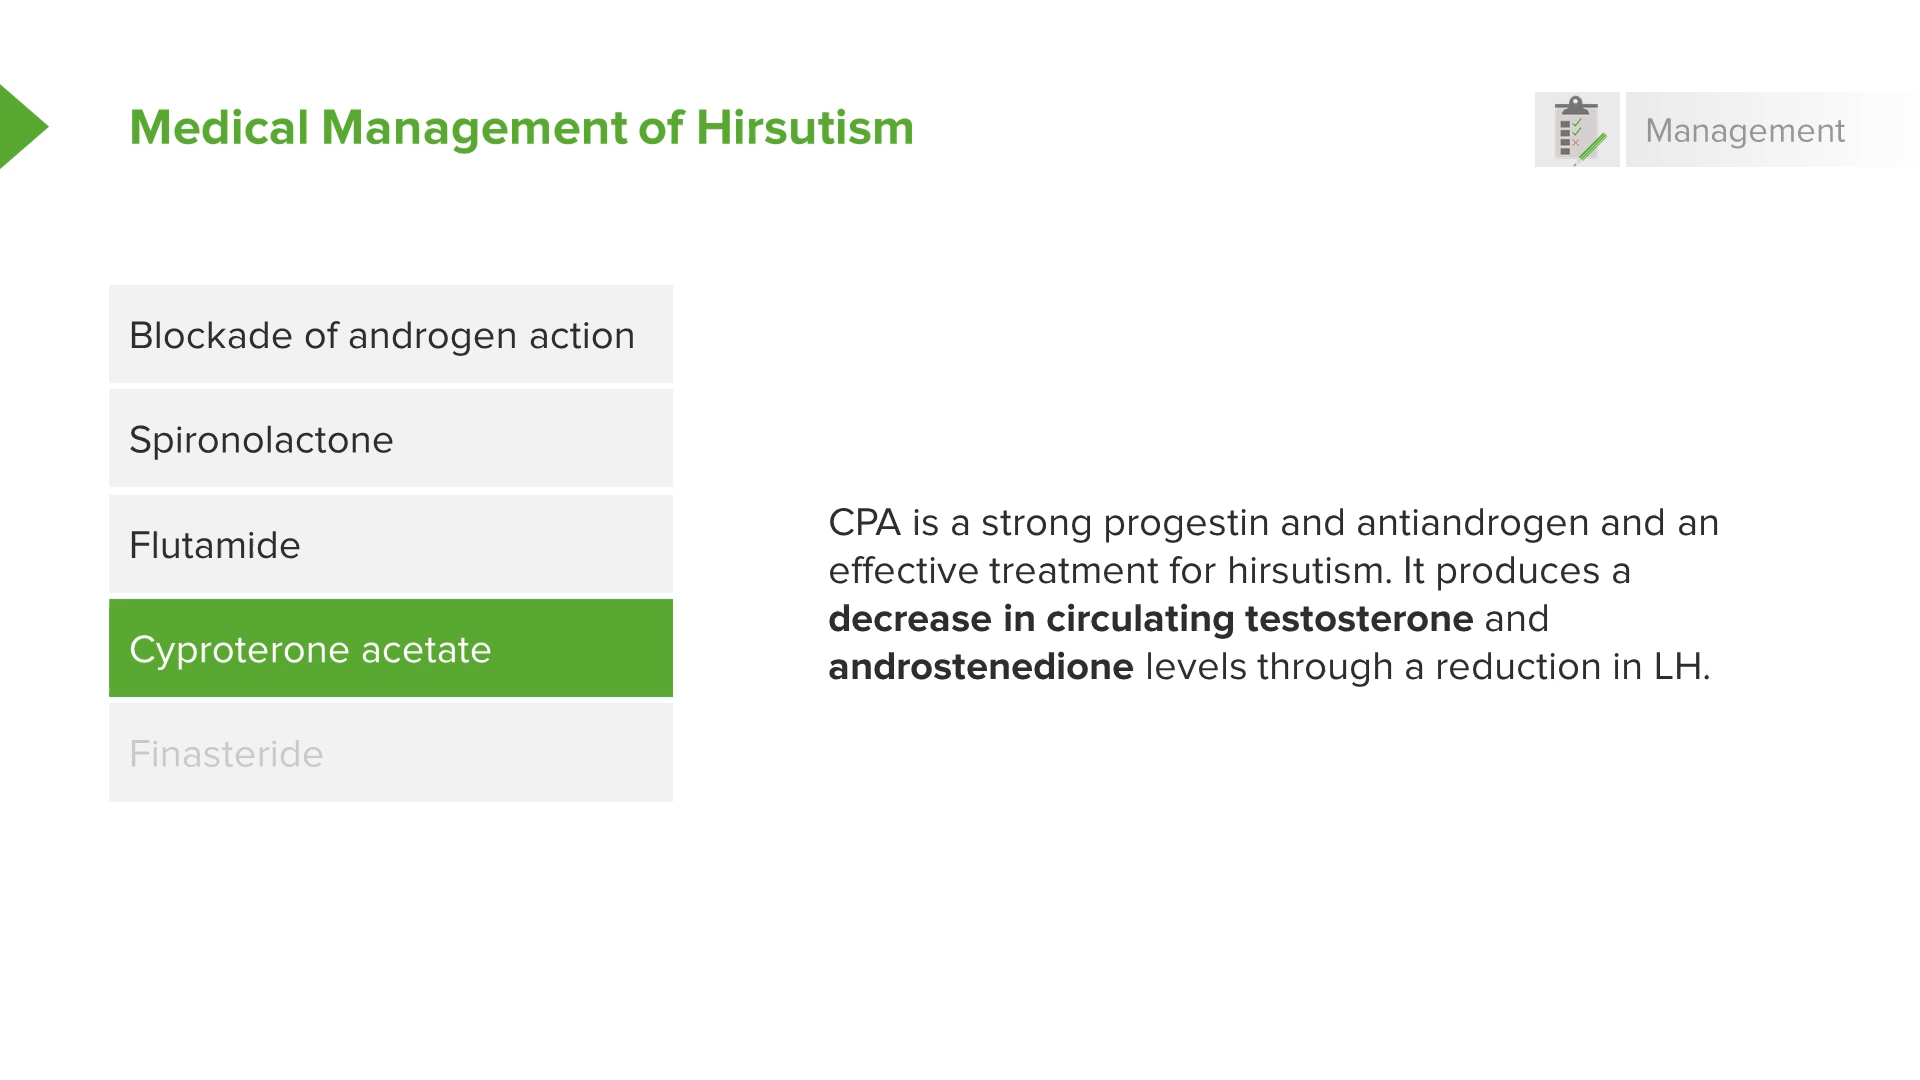 Medical Management of Hirsutism
Management
Blockade of androgen action
Spironolactone
Flutamide
Cyproterone acetate
Finasteride
CPA is a strong progestin and antiandrogen and an
effective treatment for hirsutism. It produces a
decrease in circulating testosterone and
androstenedione levels through a reduction in LH.